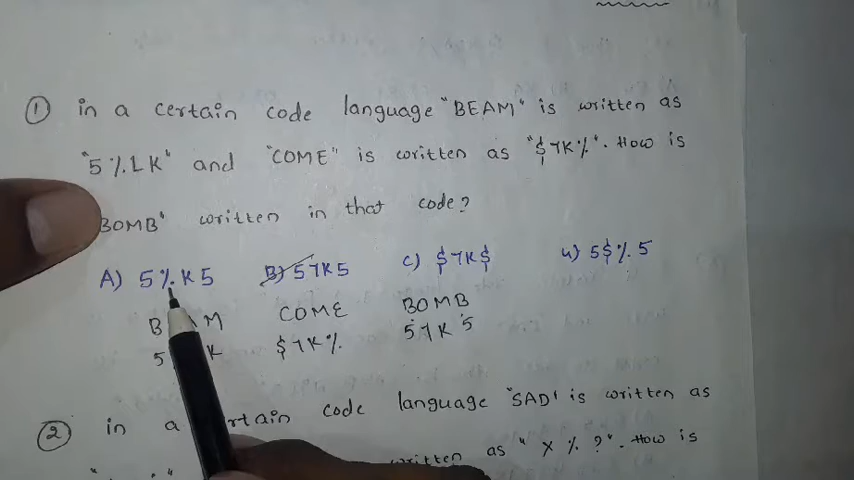 ① in a certain code language "BEAM" is written as
"5%LK" and "COME" is written as "$7K%". How is
BOMB" written in that code?
A) 5%K5 B) 57K5 c) $7K$ 4) 5$%5
B M COME BOMB
5 K $7K% 57K5
② in a rtain code language "SAD' is written as
written as "X%?". How is